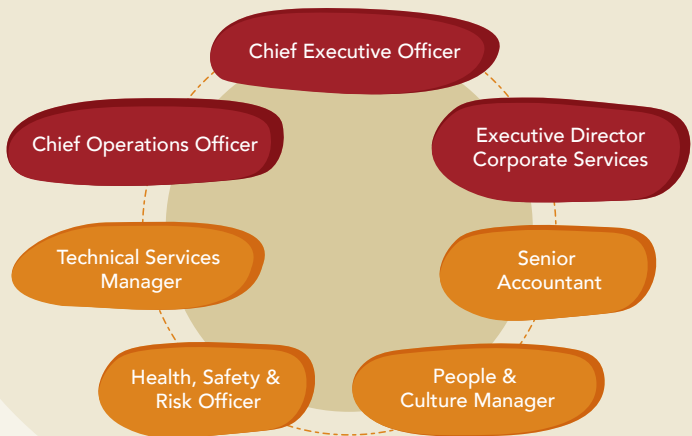 Chief Executive Officer
Chief Operations Officer
Executive Director
Corporate Services
Technical Services
Manager
Senior
Accountant
Health, Safety &
Risk Officer
People &
Culture Manager